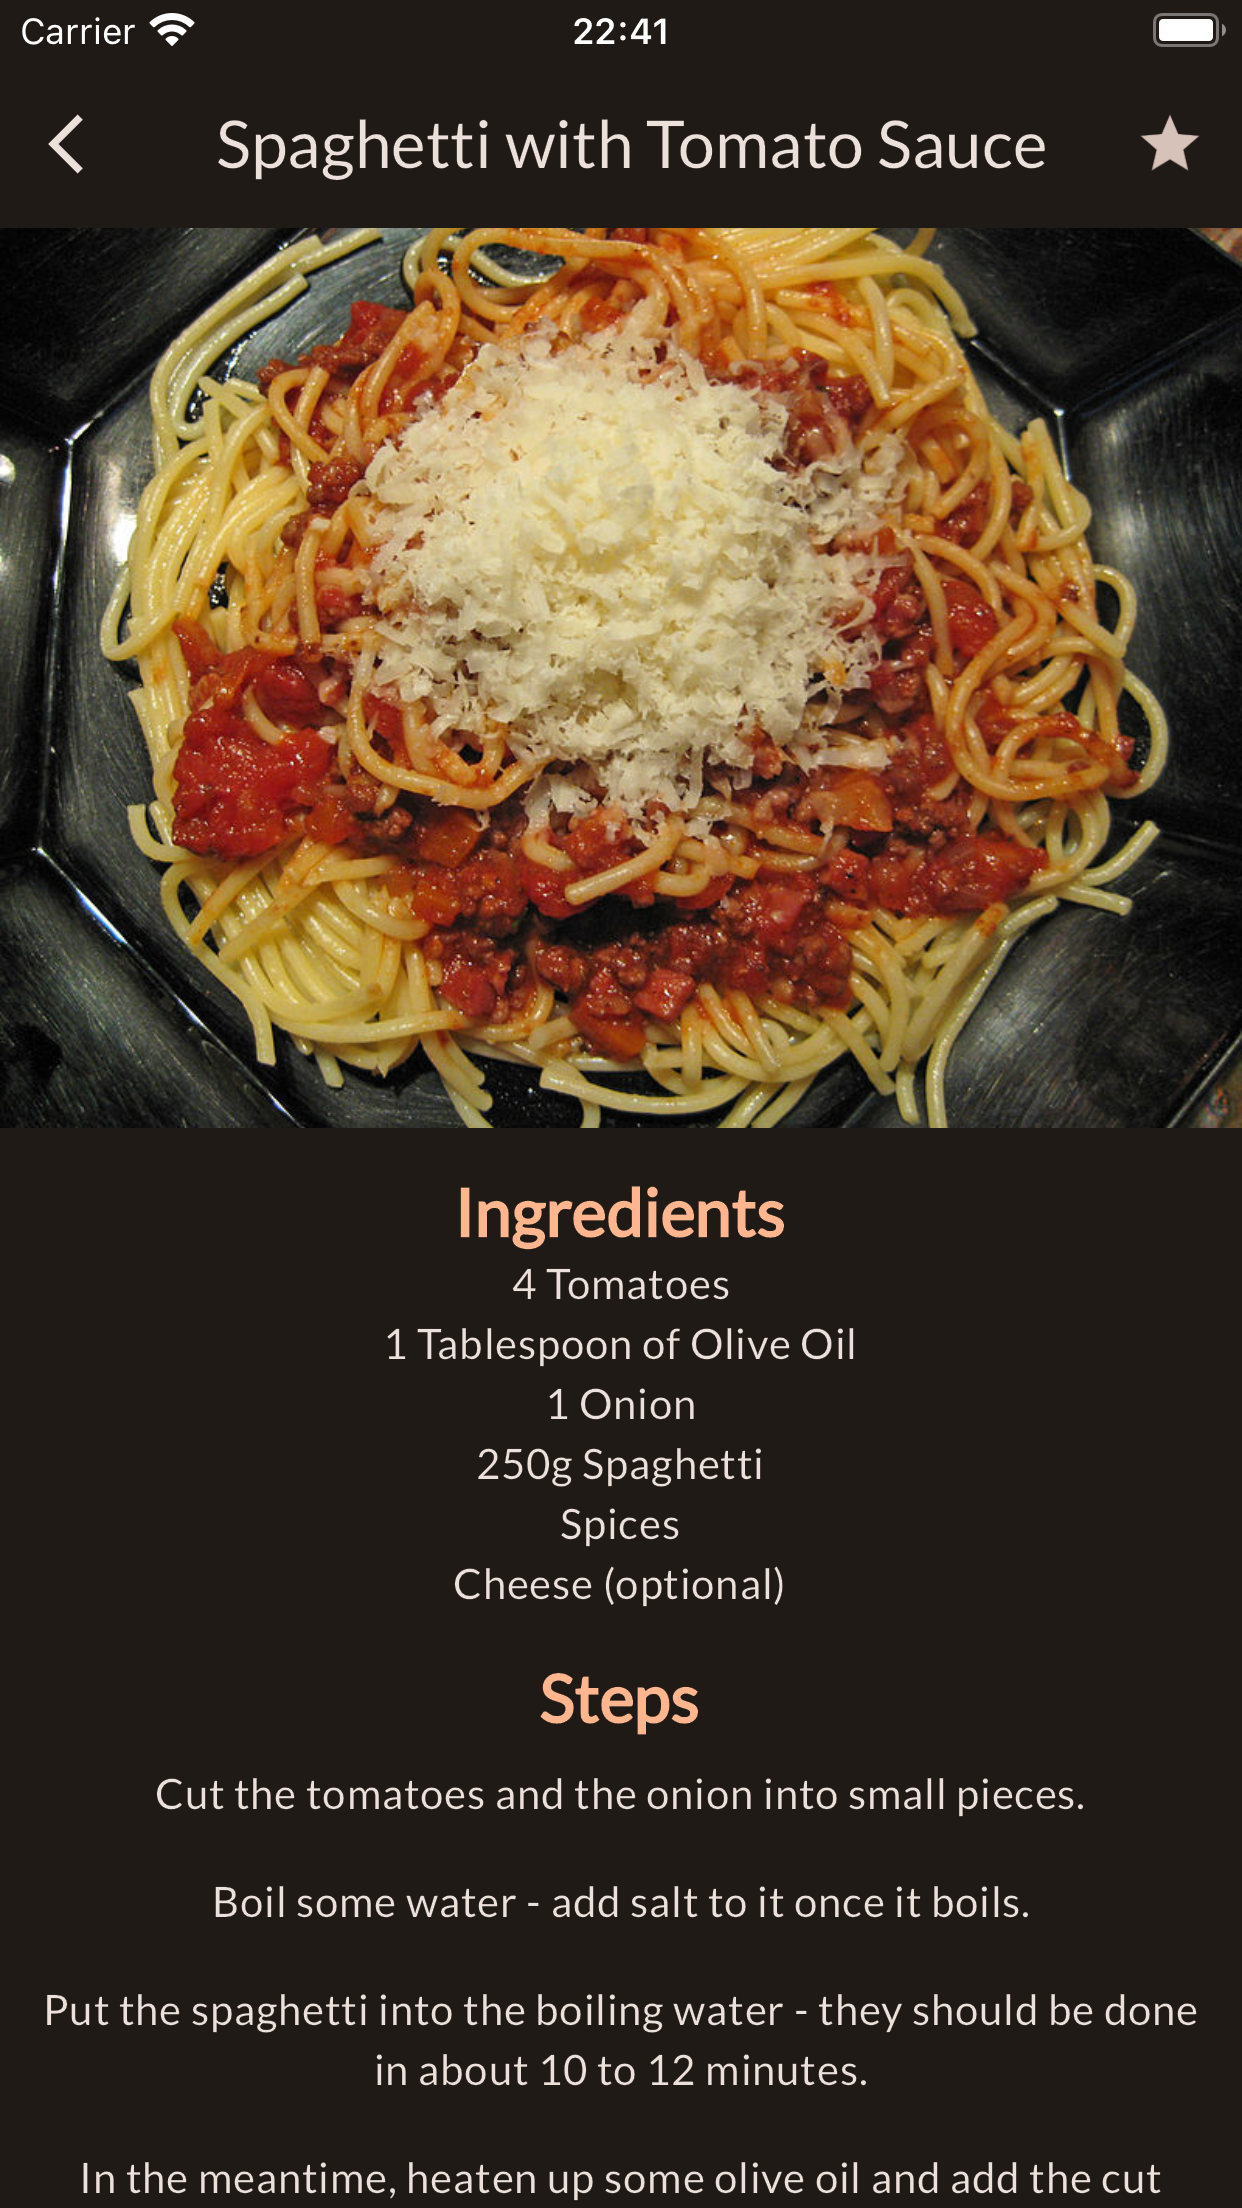 Carrier 22:41
Spaghetti with Tomato Sauce
Ingredients
4 Tomatoes
1 Tablespoon of Olive Oil
1 Onion
250g Spaghetti
Spices
Cheese (optional)
Steps
Cut the tomatoes and the onion into small pieces.
Boil some water - add salt to it once it boils.
Put the spaghetti into the boiling water - they should be done
in about 10 to 12 minutes.
In the meantime, heaten up some olive oil and add the cut